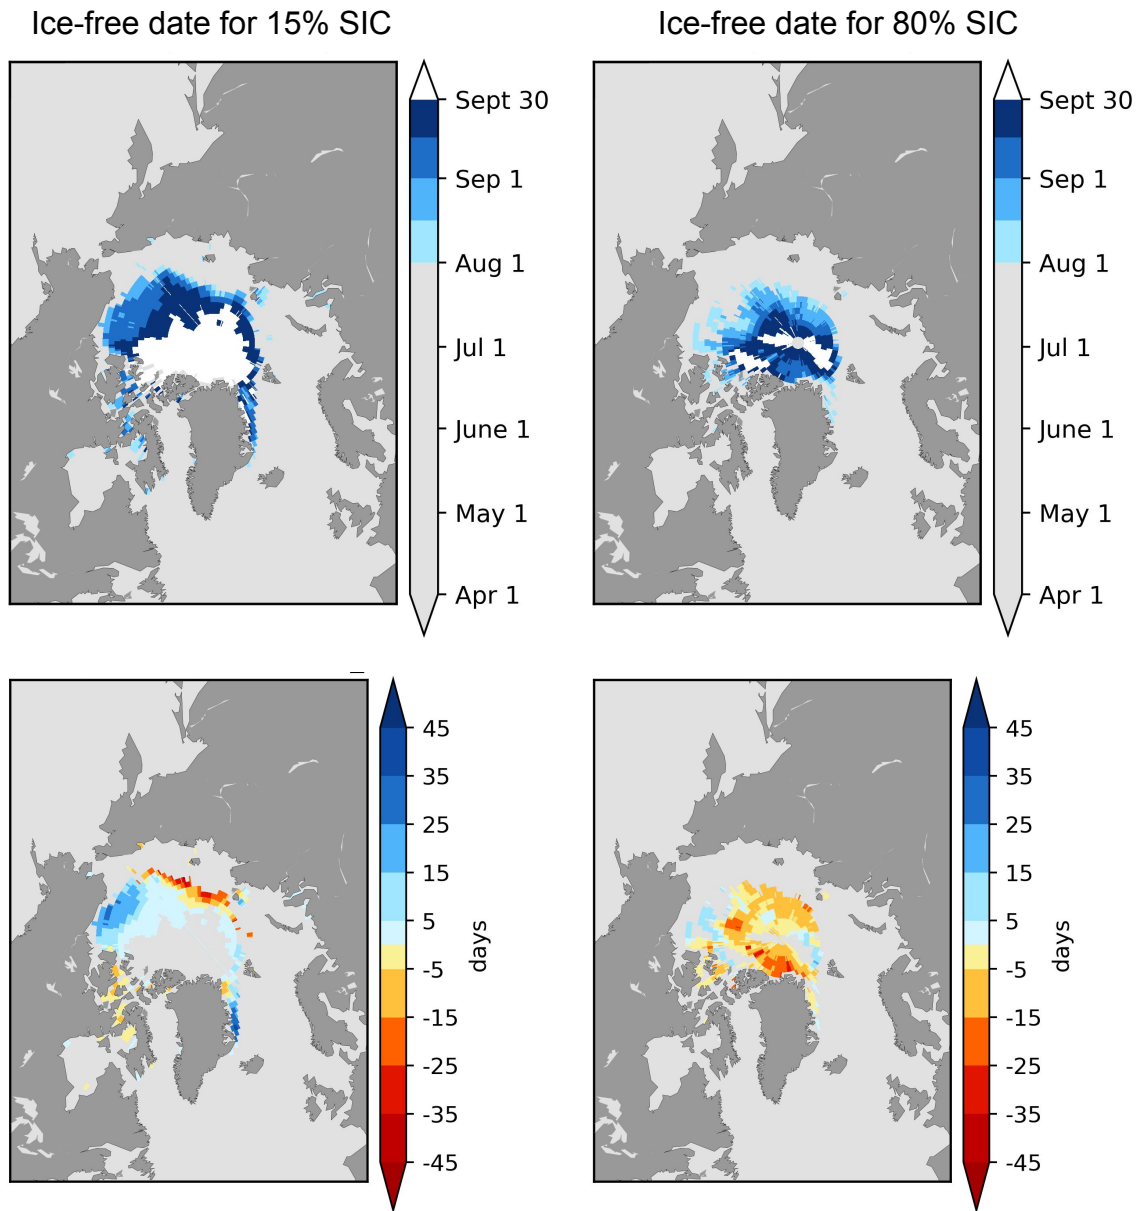 Ice-free date for 15% SIC
Ice-free date for 80% SIC
Sept 30
Sep 1
Aug 1
Jul 1
June 1
May 1
Apr 1
Sept 30
Sep 1
Aug 1
Jul 1
June 1
May 1
Apr 1
45
35
25
15
5
-5
-15
-25
-35
-45
days
45
35
25
15
5
-5
-15
-25
-35
-45
days